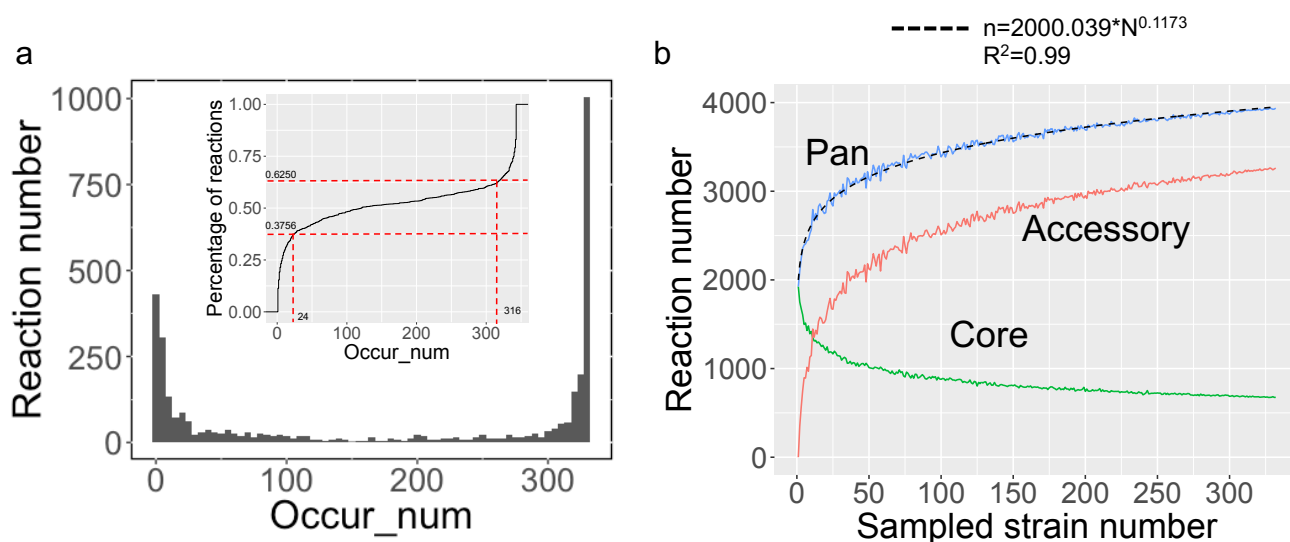 a
Reaction number
1000
750
500
250
0
0
100
200
300
Occur_num
Percentage of reactions
1.00
0.75
0.50
0.25
0.00
0.6250
0.3756
24
316
0
100
200
300
Occur_num
b
n=2000.039*N^0.1173
R²=0.99
Reaction number
4000
3000
2000
1000
0
Pan
Accessory
Core
0
50
100
150
200
250
300
Sampled strain number